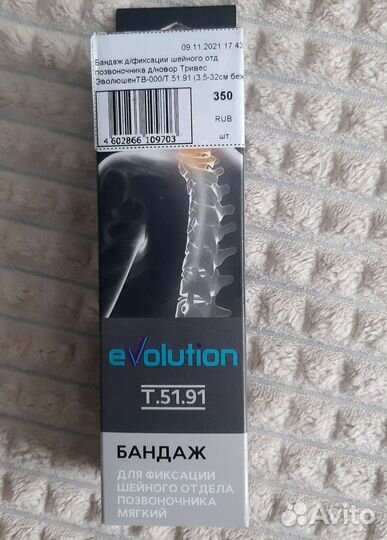 09.11.2021 17:43
Бандаж д/фиксации шейного отд
позвоночника д/новор Тривес
ЭволюшенТВ-000/Т.51.91 (3,5-32см беж
350
RUB
шт
4 602866 109703
evolution
Т.51.91
БАНДАЖ
ДЛЯ ФИКСАЦИИ
ШЕЙНОГО ОТДЕЛА
ПОЗВОНОЧНИКА
МЯГКИЙ
Avito